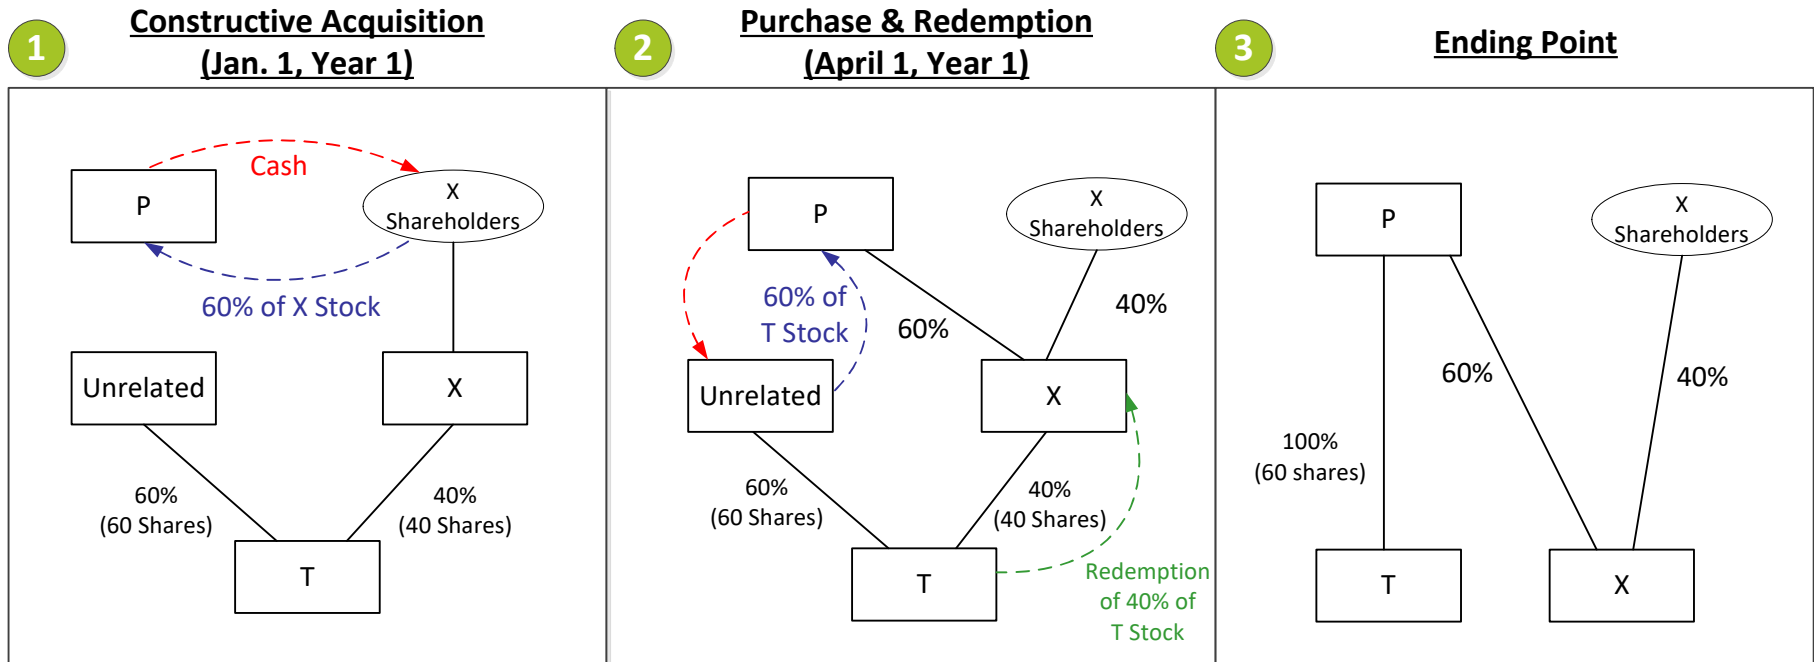 1
Constructive Acquisition
(Jan. 1, Year 1)
P
Cash
X
Shareholders
60% of X Stock
Unrelated
X
60%
(60 Shares)
40%
(40 Shares)
T
2
Purchase & Redemption
(April 1, Year 1)
P
X
Shareholders
60% of
T Stock
60%
40%
Unrelated
X
60%
(60 Shares)
40%
(40 Shares)
T
Redemption
of 40% of
T Stock
3
Ending Point
P
X
Shareholders
60%
40%
100%
(60 shares)
T
X